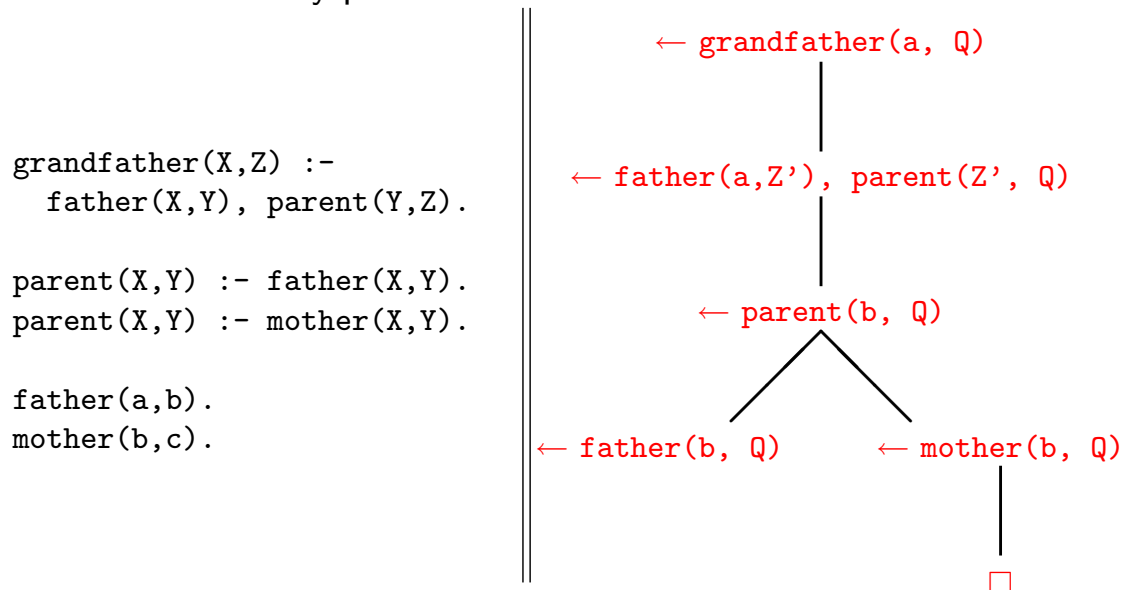 grandfather(X,Z) :-
father(X,Y), parent(Y,Z).
parent(X,Y) :- father(X,Y).
parent(X,Y) :- mother(X,Y).
father(a,b).
mother(b,c).
← grandfather(a, Q)
← father(a,Z’), parent(Z’, Q)
← parent(b, Q)
← father(b, Q)
← mother(b, Q)
□